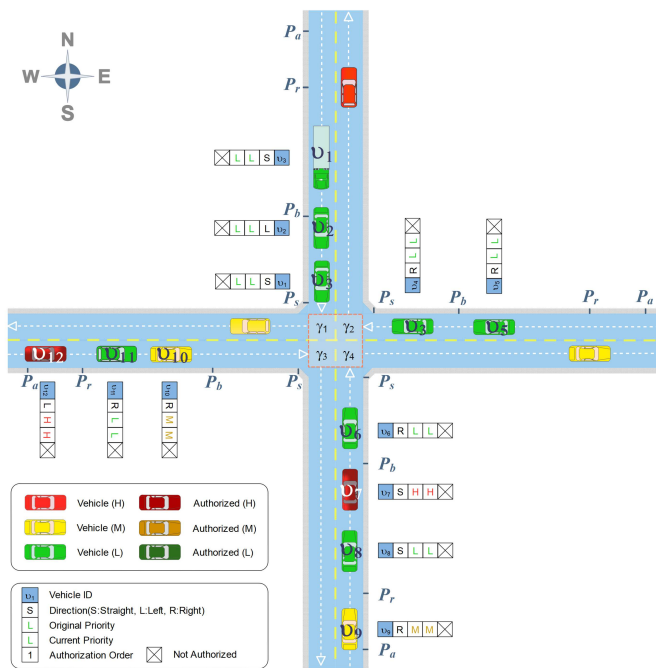 N
W E
S
Pa
Pr
υ1
L L S υ3
Pb
υ2
L L L υ2
υ3
L L S υ1
Ps
υ4 R L L
υ5 R L L
Ps Pb Pr Pa
γ1 γ2
γ3 γ4
υ3 υ5
υ12 υ11 υ10
Pa Pr Pb Ps
υ12 L H H
υ11 R L L
υ10 R M M
Ps
υ6
υ6 R L L
Pb
υ7
υ7 S H H
υ8
υ8 S L L
Pr
υ9
υ9 R M M
Pa
Vehicle (H) Authorized (H)
Vehicle (M) Authorized (M)
Vehicle (L) Authorized (L)
υ1 Vehicle ID
S Direction(S:Straight, L:Left, R:Right)
L Original Priority
L Current Priority
1 Authorization Order Not Authorized